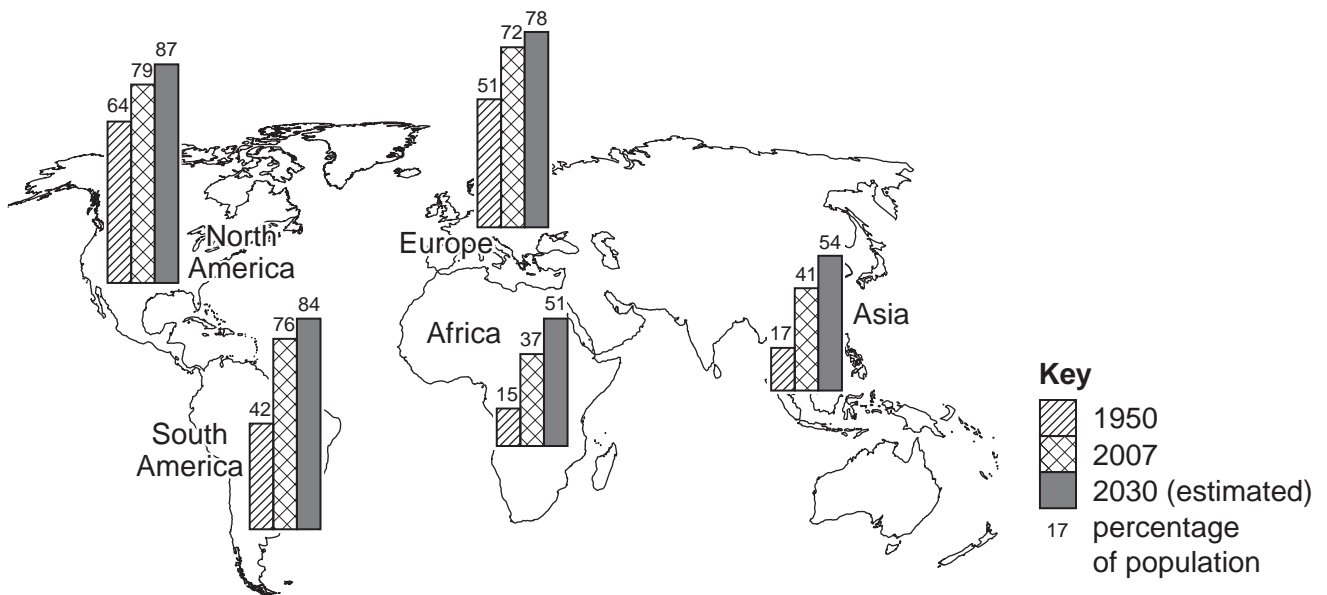 64
79
87
North
America
51
72
78
Europe
42
76
84
South
America
15
37
51
Africa
17
41
54
Asia
Key
1950
2007
2030 (estimated)
17 percentage
of population